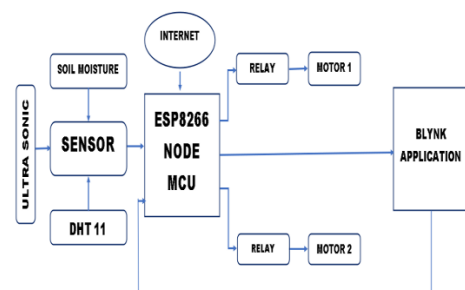 INTERNET
SOIL MOISTURE
RELAY
MOTOR 1
ULTRA SONIC
SENSOR
ESP8266
NODE
MCU
BLYNK
APPLICATION
DHT 11
RELAY
MOTOR 2